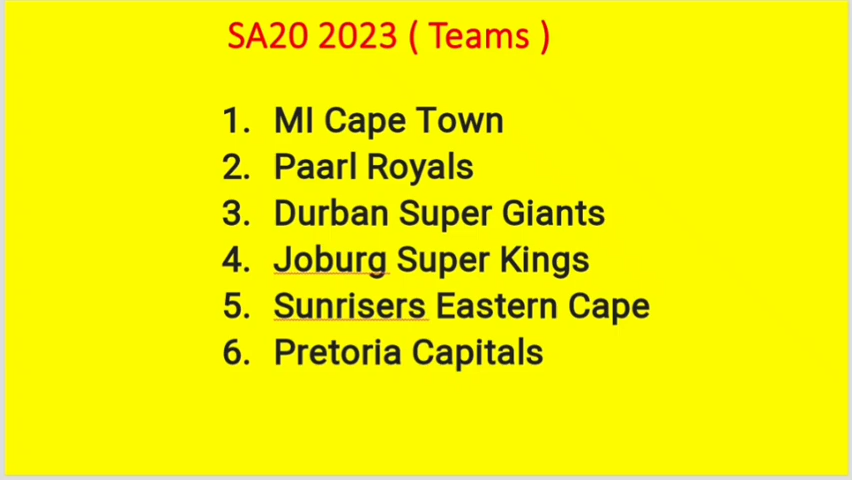 SA20 2023 ( Teams )
1. MI Cape Town
2. Paarl Royals
3. Durban Super Giants
4. Joburg Super Kings
5. Sunrisers Eastern Cape
6. Pretoria Capitals